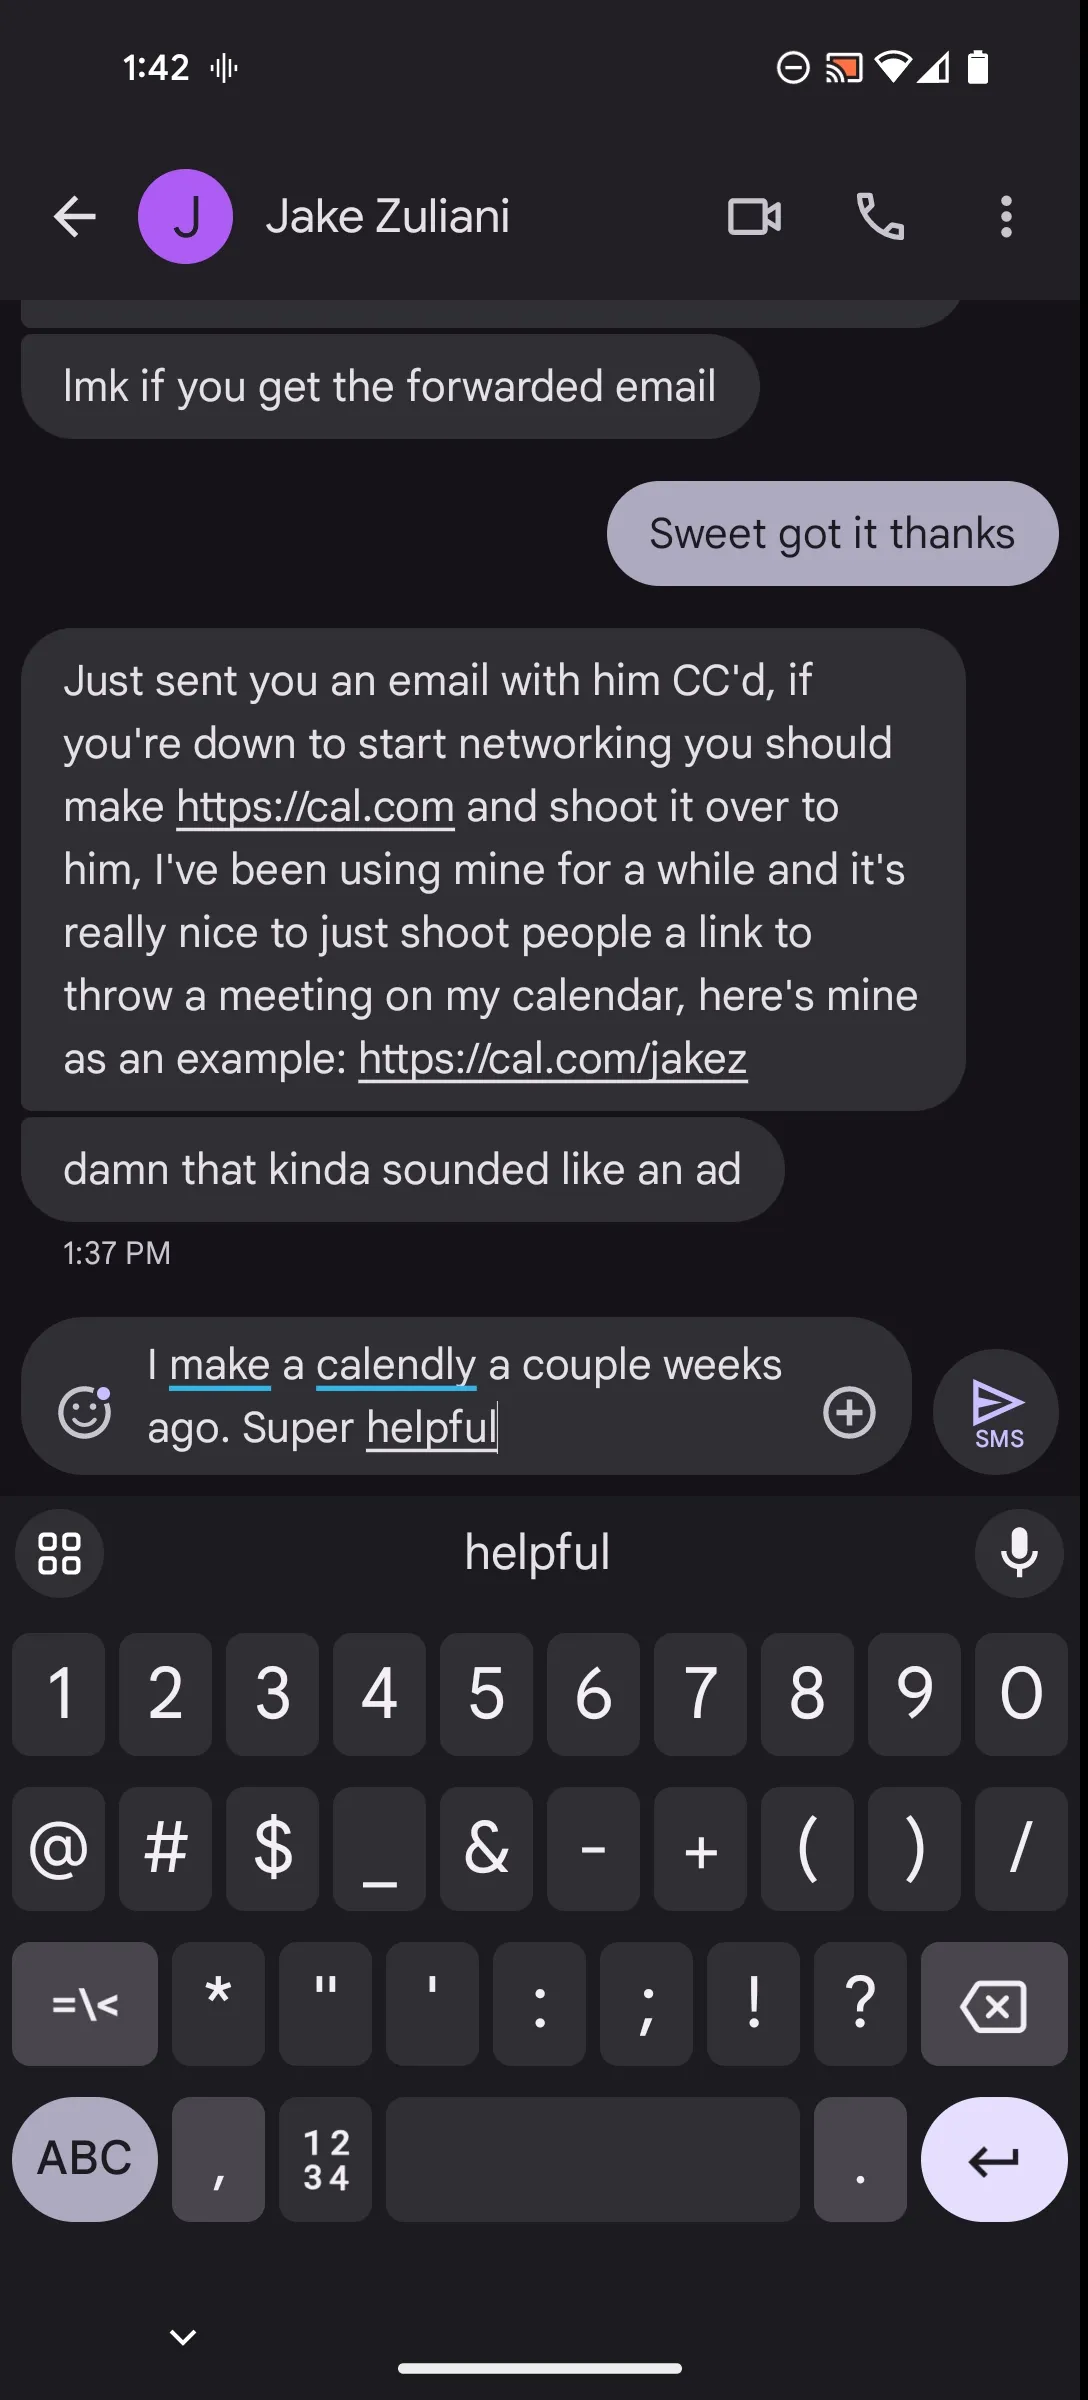 1:42
J
Jake Zuliani
lmk if you get the forwarded email
Sweet got it thanks
Just sent you an email with him CC'd, if
you're down to start networking you should
make https://cal.com and shoot it over to
him, I've been using mine for a while and it's
really nice to just shoot people a link to
throw a meeting on my calendar, here's mine
as an example: https://cal.com/jakez
damn that kinda sounded like an ad
1:37 PM
I make a calendly a couple weeks
ago. Super helpful
SMS
helpful
1 2 3 4 5 6 7 8 9 0
@ # $ _ & - + ( ) /
=\< * " ' : ; ! ?
ABC , 12 .
34